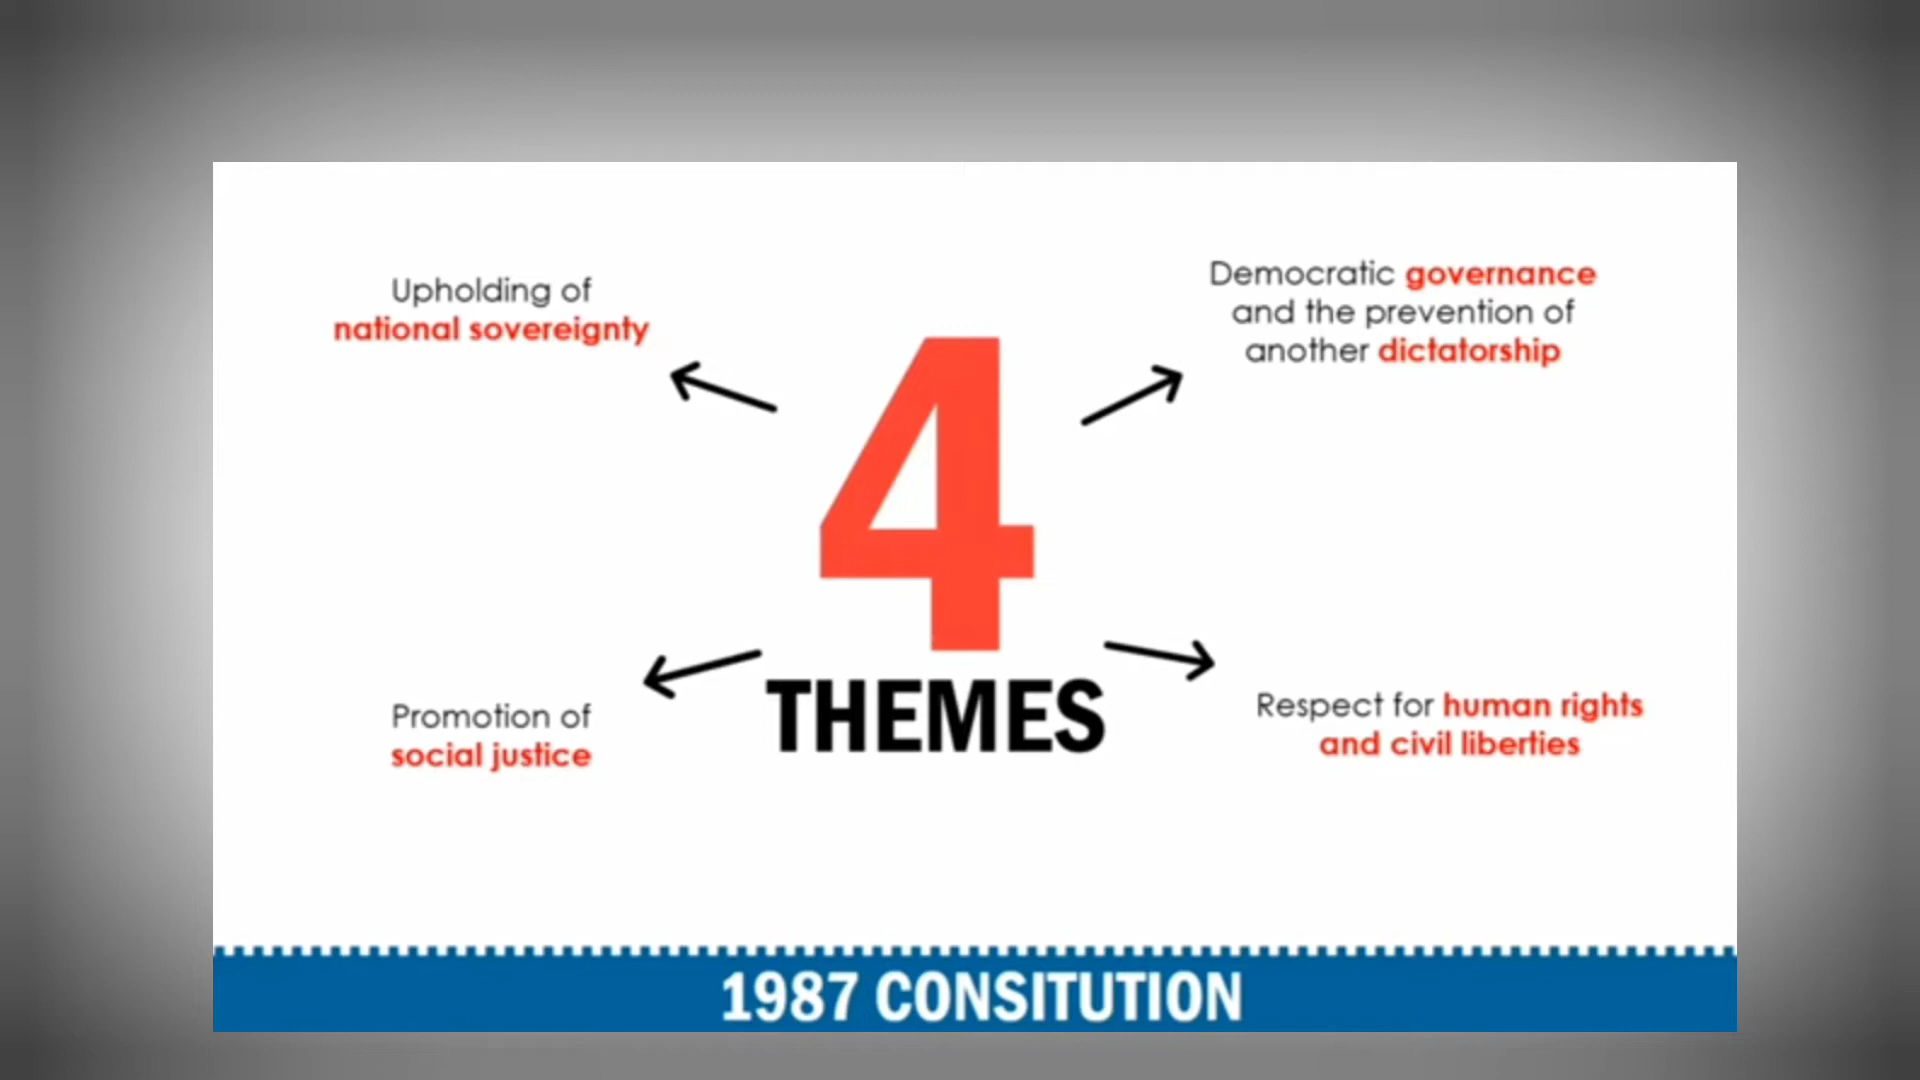 Upholding of
national sovereignty
Democratic governance
and the prevention of
another dictatorship
4
THEMES
Promotion of
social justice
Respect for human rights
and civil liberties
1987 CONSITUTION